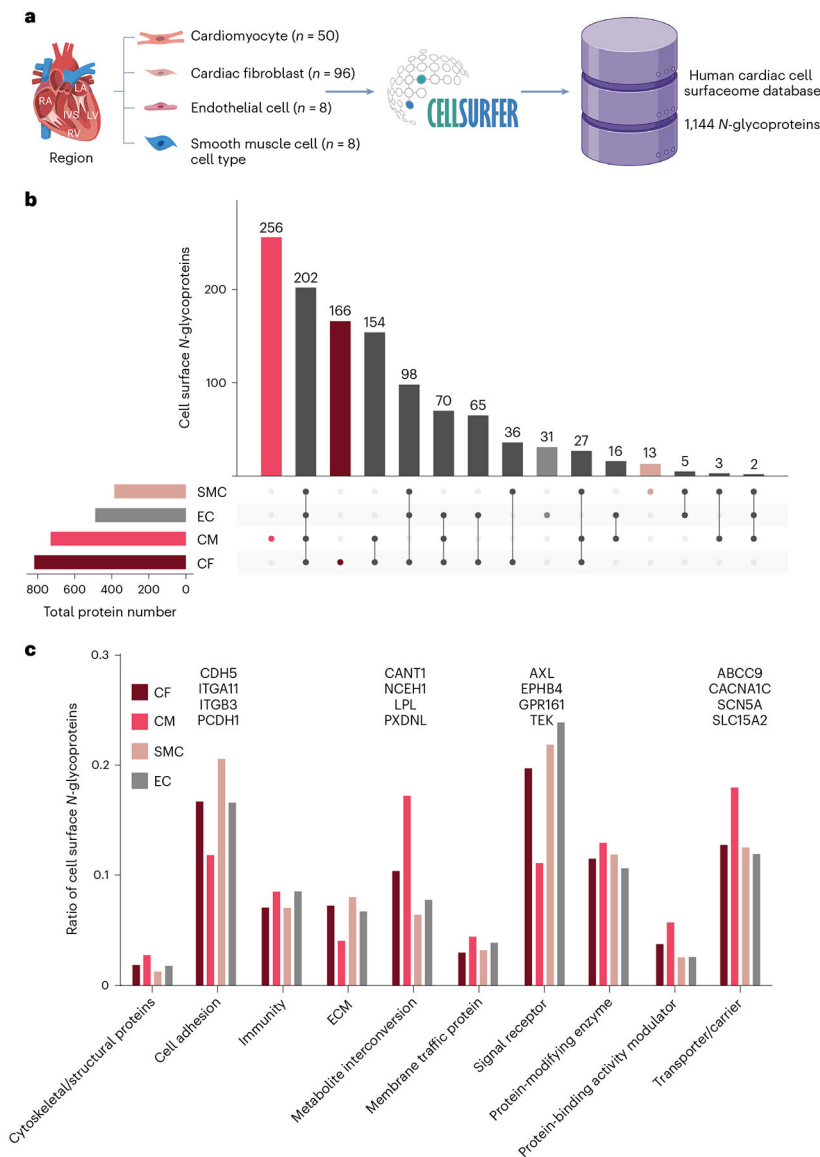 a
Cardiomyocyte (n = 50)
Cardiac fibroblast (n = 96)
Endothelial cell (n = 8)
Smooth muscle cell (n = 8)
cell type
LA
RA
IVS
LV
RV
Region
CELLSURFER
Human cardiac cell
surfaceome database
1,144 N-glycoproteins
b
Cell surface N-glycoproteins
200
100
256
202
166
154
98
70
65
36
31
27
16
13
5
3
2
SMC
EC
CM
CF
800 600 400 200 0
Total protein number
c
Ratio of cell surface N-glycoproteins
0.3
0.2
0.1
0
CF
CM
SMC
EC
CDH5
ITGA11
ITGB3
PCDH1
CANT1
NCEH1
LPL
PXDNL
AXL
EPHB4
GPR161
TEK
ABCC9
CACNA1C
SCN5A
SLC15A2
Cytoskeletal/structural proteins
Cell adhesion
Immunity
ECM
Metabolite interconversion
Membrane traffic protein
Signal receptor
Protein-modifying enzyme
Protein-binding activity modulator
Transporter/carrier